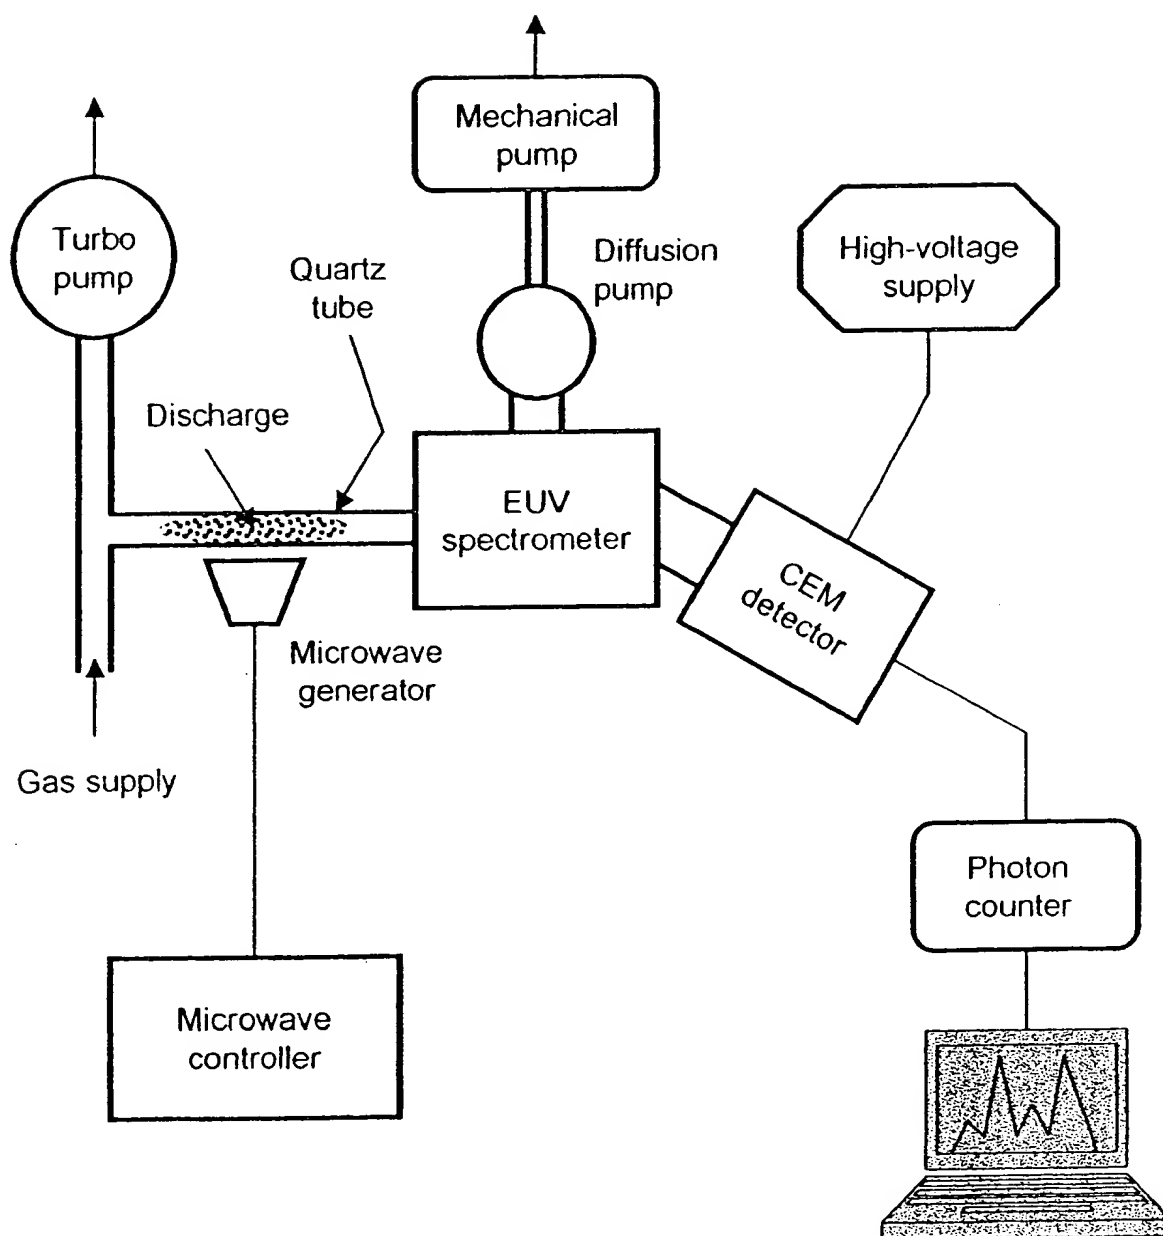 Mechanical
pump
Turbo
pump
Quartz
tube
Diffusion
pump
High-voltage
supply
Discharge
EUV
spectrometer
CEM
detector
Microwave
generator
Gas supply
Photon
counter
Microwave
controller